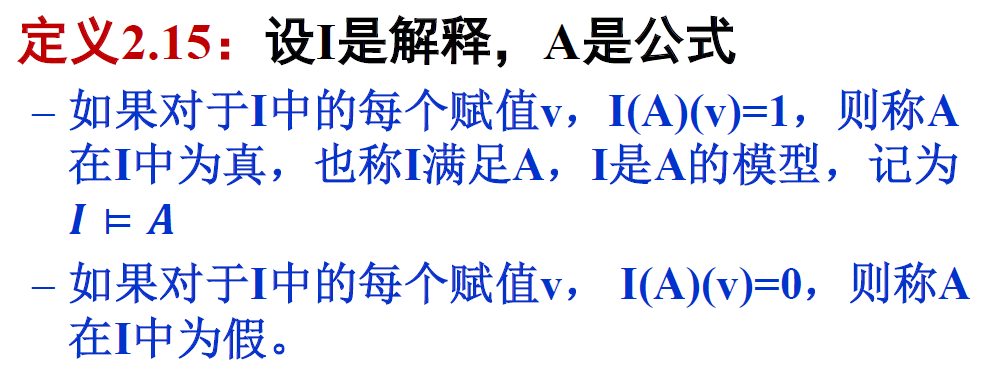 定义2.15：设I是解释，A是公式
– 如果对于I中的每个赋值v，I(A)(v)=1，则称A
在I中为真，也称I满足A，I是A的模型，记为
I ⊨ A
– 如果对于I中的每个赋值v， I(A)(v)=0，则称A
在I中为假。